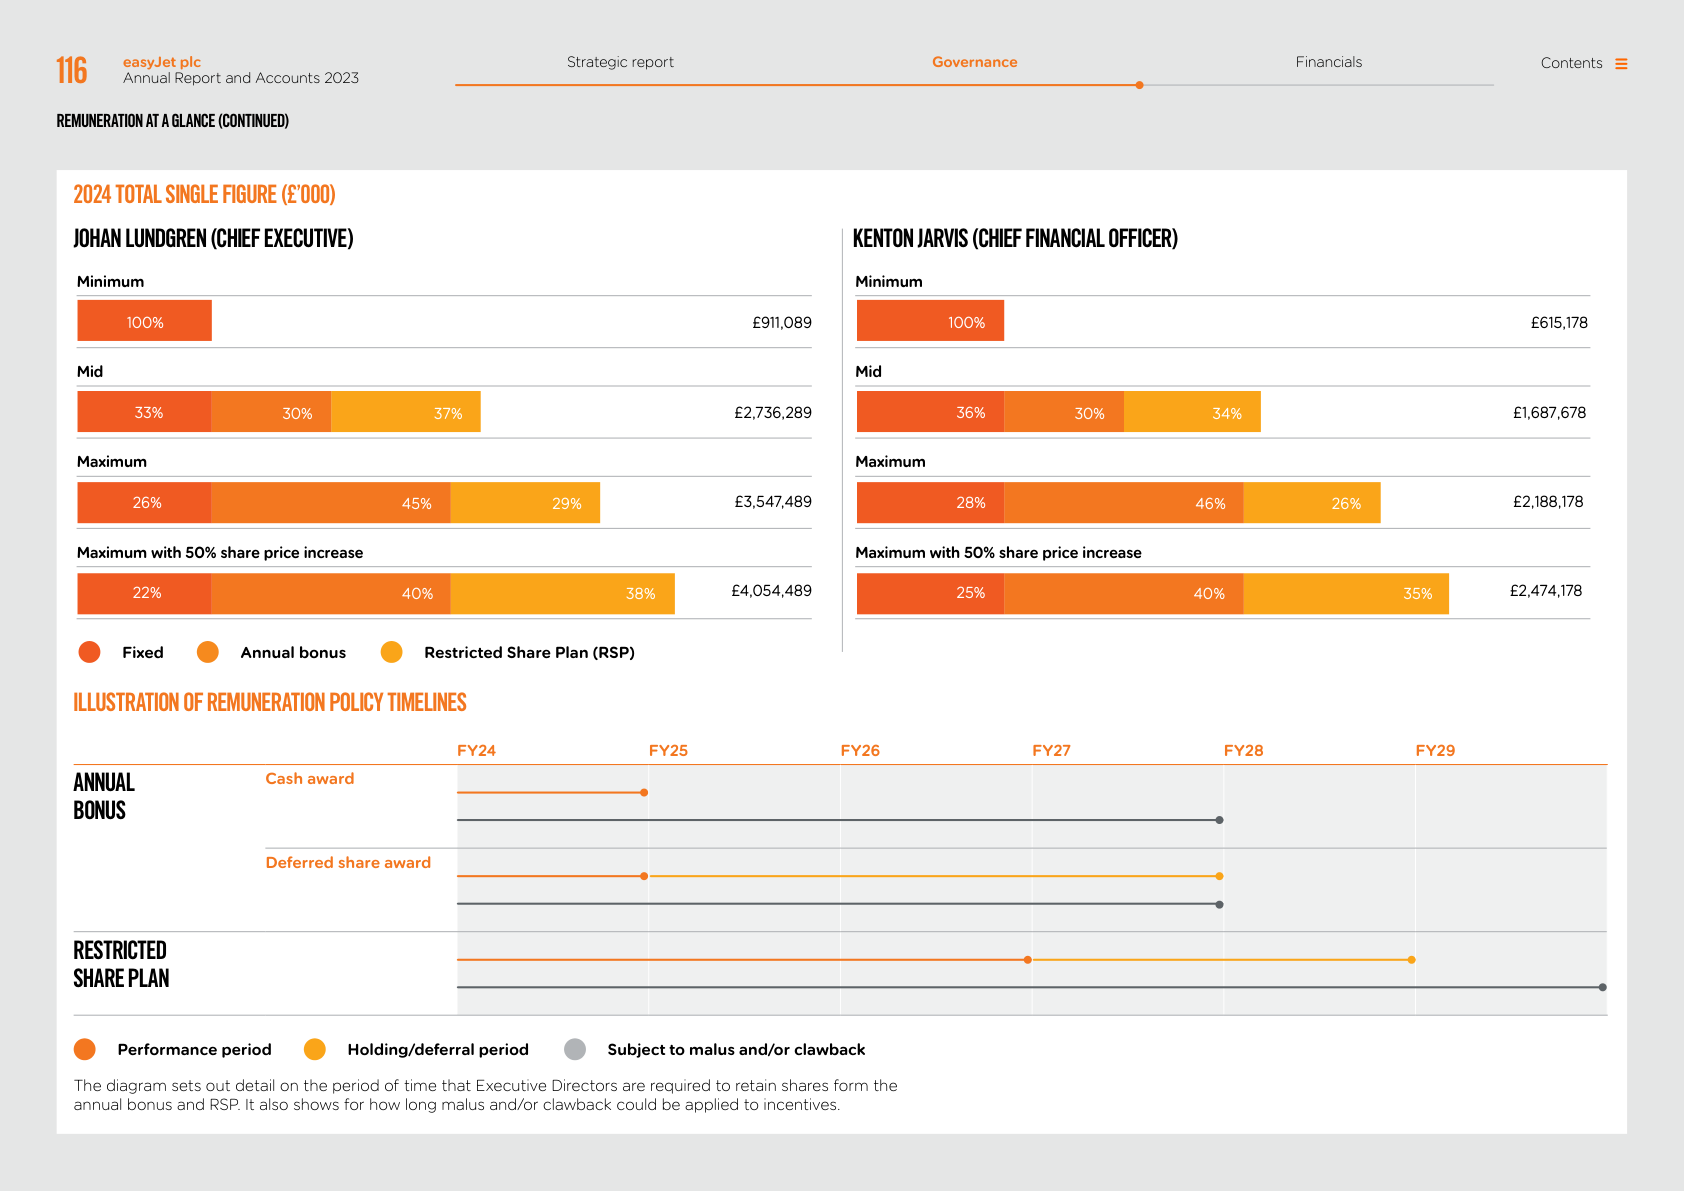 116
easyJet plc
Annual Report and Accounts 2023
Strategic report
Governance
Financials
Contents
REMUNERATION AT A GLANCE (CONTINUED)
2024 TOTAL SINGLE FIGURE (£'000)
JOHAN LUNDGREN (CHIEF EXECUTIVE)
Minimum
100%
£911,089
Mid
33% 30% 37%
£2,736,289
Maximum
26% 45% 29%
£3,547,489
Maximum with 50% share price increase
22% 40% 38%
£4,054,489
Fixed
Annual bonus
Restricted Share Plan (RSP)
KENTON JARVIS (CHIEF FINANCIAL OFFICER)
Minimum
100%
£615,178
Mid
36% 30% 34%
£1,687,678
Maximum
28% 46% 26%
£2,188,178
Maximum with 50% share price increase
25% 40% 35%
£2,474,178
ILLUSTRATION OF REMUNERATION POLICY TIMELINES
FY24 FY25 FY26 FY27 FY28 FY29
ANNUAL
BONUS
Cash award
Deferred share award
RESTRICTED
SHARE PLAN
Performance period
Holding/deferral period
Subject to malus and/or clawback
The diagram sets out detail on the period of time that Executive Directors are required to retain shares form the
annual bonus and RSP. It also shows for how long malus and/or clawback could be applied to incentives.